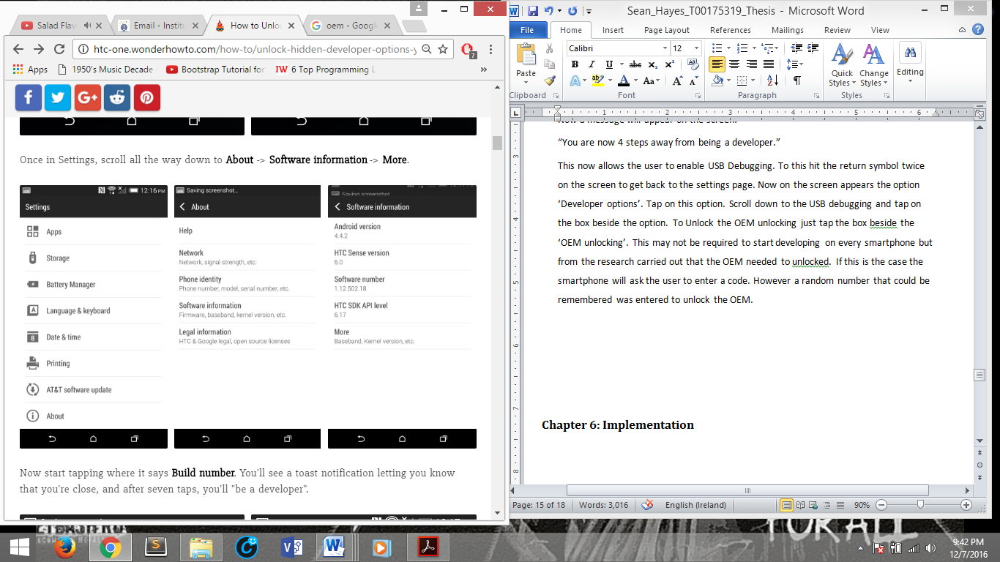 Salad Flav
Email - Institu
How to Unlo
oem - Googl
htc-one.wonderhowto.com/how-to/unlock-hidden-developer-options-y
7
Apps
1950's Music Decade
Bootstrap Tutorial for
IW 6 Top Programming L
»
Once in Settings, scroll all the way down to About -> Software information -> More.
12:16 PM
Settings
Apps
Storage
Battery Manager
Language & keyboard
Date & time
Printing
AT&T software update
About
Saving screenshot...
About
Help
Network
Network, signal strength, etc.
Phone identity
Phone number, model, serial number, etc.
Software information
Firmware, baseband, kernel version, etc.
Legal information
HTC & Google legal, open source licenses
Saving screenshot
Software information
Android version
4.4.2
HTC Sense version
6.0
Software number
1.12.502.18
HTC SDK API level
6.17
More
Baseband, Kernel version, etc.
Now start tapping where it says Build number. You'll see a toast notification letting you know
that you're close, and after seven taps, you'll "be a developer".
Sean_Hayes_T00175319_Thesis - Microsoft Word
File Home Insert Page Layout References Mailings Review View
Calibri 12
Paste
Quick Styles
Change Styles
Editing
Clipboard Font Paragraph Styles
1 2 3 4 5 6
3
4
5
6
7
8
Now a message will appear on the screen.
“You are now 4 steps away from being a developer.”
This now allows the user to enable USB Debugging. To this hit the return symbol twice
on the screen to get back to the settings page. Now on the screen appears the option
‘Developer options’. Tap on this option. Scroll down to the USB debugging and tap on
the box beside the option. To Unlock the OEM unlocking just tap the box beside the
‘OEM unlocking’. This may not be required to start developing on every smartphone but
from the research carried out that the OEM needed to unlocked. If this is the case the
smartphone will ask the user to enter a code. However a random number that could be
remembered was entered to unlock the OEM.
Chapter 6: Implementation
Page: 15 of 18 Words: 3,016 English (Ireland) 90%
FOR ALL
9:42 PM
12/7/2016